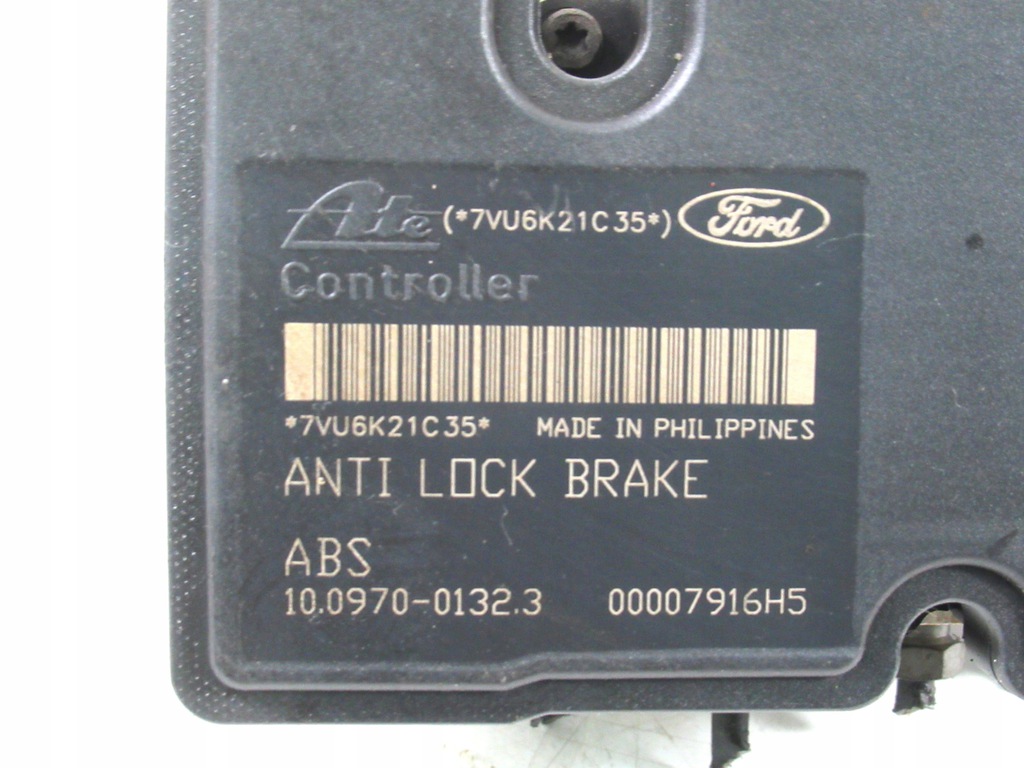 Ate (*7VU6K21C35*) Ford
Controller
*7VU6K21C35* MADE IN PHILIPPINES
ANTI LOCK BRAKE
ABS
10.0970-0132.3 00007916H5